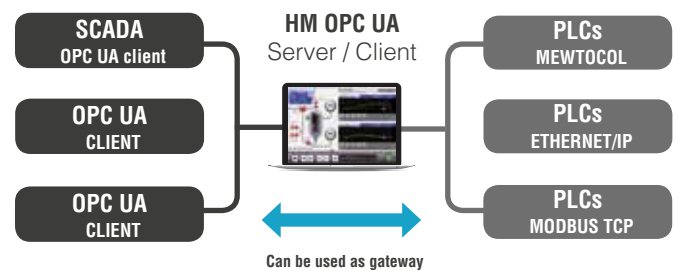 SCADA
OPC UA client
OPC UA
CLIENT
OPC UA
CLIENT
HM OPC UA
Server / Client
Can be used as gateway
PLCs
MEWTOCOL
PLCs
ETHERNET/IP
PLCs
MODBUS TCP